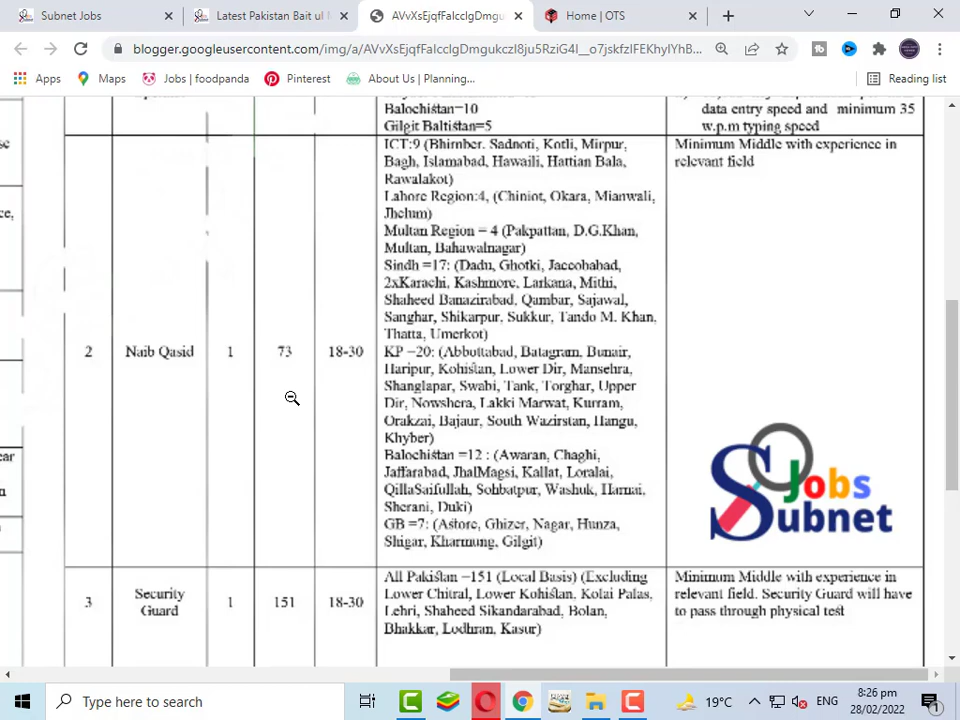 Subnet Jobs
Latest Pakistan Bait ul M
AVvXsEjqfFalccIgDmgu
Home | OTS
blogger.googleusercontent.com/img/a/AVvXsEjqfFalccIgDmgukczI8ju5RziG4I__o7jskfzIFEKhylYhB...
Apps
Maps
Jobs | foodpanda
Pinterest
About Us | Planning...
Reading list
Balochistan=10
Gilgit Baltistan=5
data entry speed and minimum 35
w.p.m typing speed
2
Naib Qasid
1
73
18-30
ICT:9 (Bhimber. Sadnoti, Kotli, Mirpur,
Bagh, Islamabad, Hawaili, Hattian Bala,
Rawalakot)
Lahore Region:4, (Chiniot, Okara, Mianwali,
Jhelum)
Multan Region = 4 (Pakpattan, D.G.Khan,
Multan, Bahawalnagar)
Sindh =17: (Dadu, Ghotki, Jaccobabad,
2xKarachi, Kashmore, Larkana, Mithi,
Shaheed Banazirabad, Qambar, Sajawal,
Sanghar, Shikarpur, Sukkur, Tando M. Khan,
Thatta, Umerkot)
KP =20: (Abbottabad, Batagram, Bunair,
Haripur, Kohistan, Lower Dir, Mansehra,
Shanglapar, Swabi, Tank, Torghar, Upper
Dir, Nowshera, Lakki Marwat, Kurram,
Orakzai, Bajaur, South Wazirstan, Hangu,
Khyber)
Balochistan =12 : (Awaran, Chaghi,
Jaffarabad, JhalMagsi, Kallat, Loralai,
QillaSaifullah, Sohbatpur, Washuk, Harnai,
Sherani, Duki)
GB =7: (Astore, Ghizer, Nagar, Hunza,
Shigar, Kharmung, Gilgit)
Minimum Middle with experience in
relevant field
Jobs
Subnet
3
Security
Guard
1
151
18-30
All Pakistan =151 (Local Basis) (Excluding
Lower Chitral, Lower Kohistan, Kolai Palas,
Lehri, Shaheed Sikandarabad, Bolan,
Bhakkar, Lodhran, Kasur)
Minimum Middle with experience in
relevant field. Security Guard will have
to pass through physical test
Type here to search
19°C
ENG
8:26 pm
28/02/2022